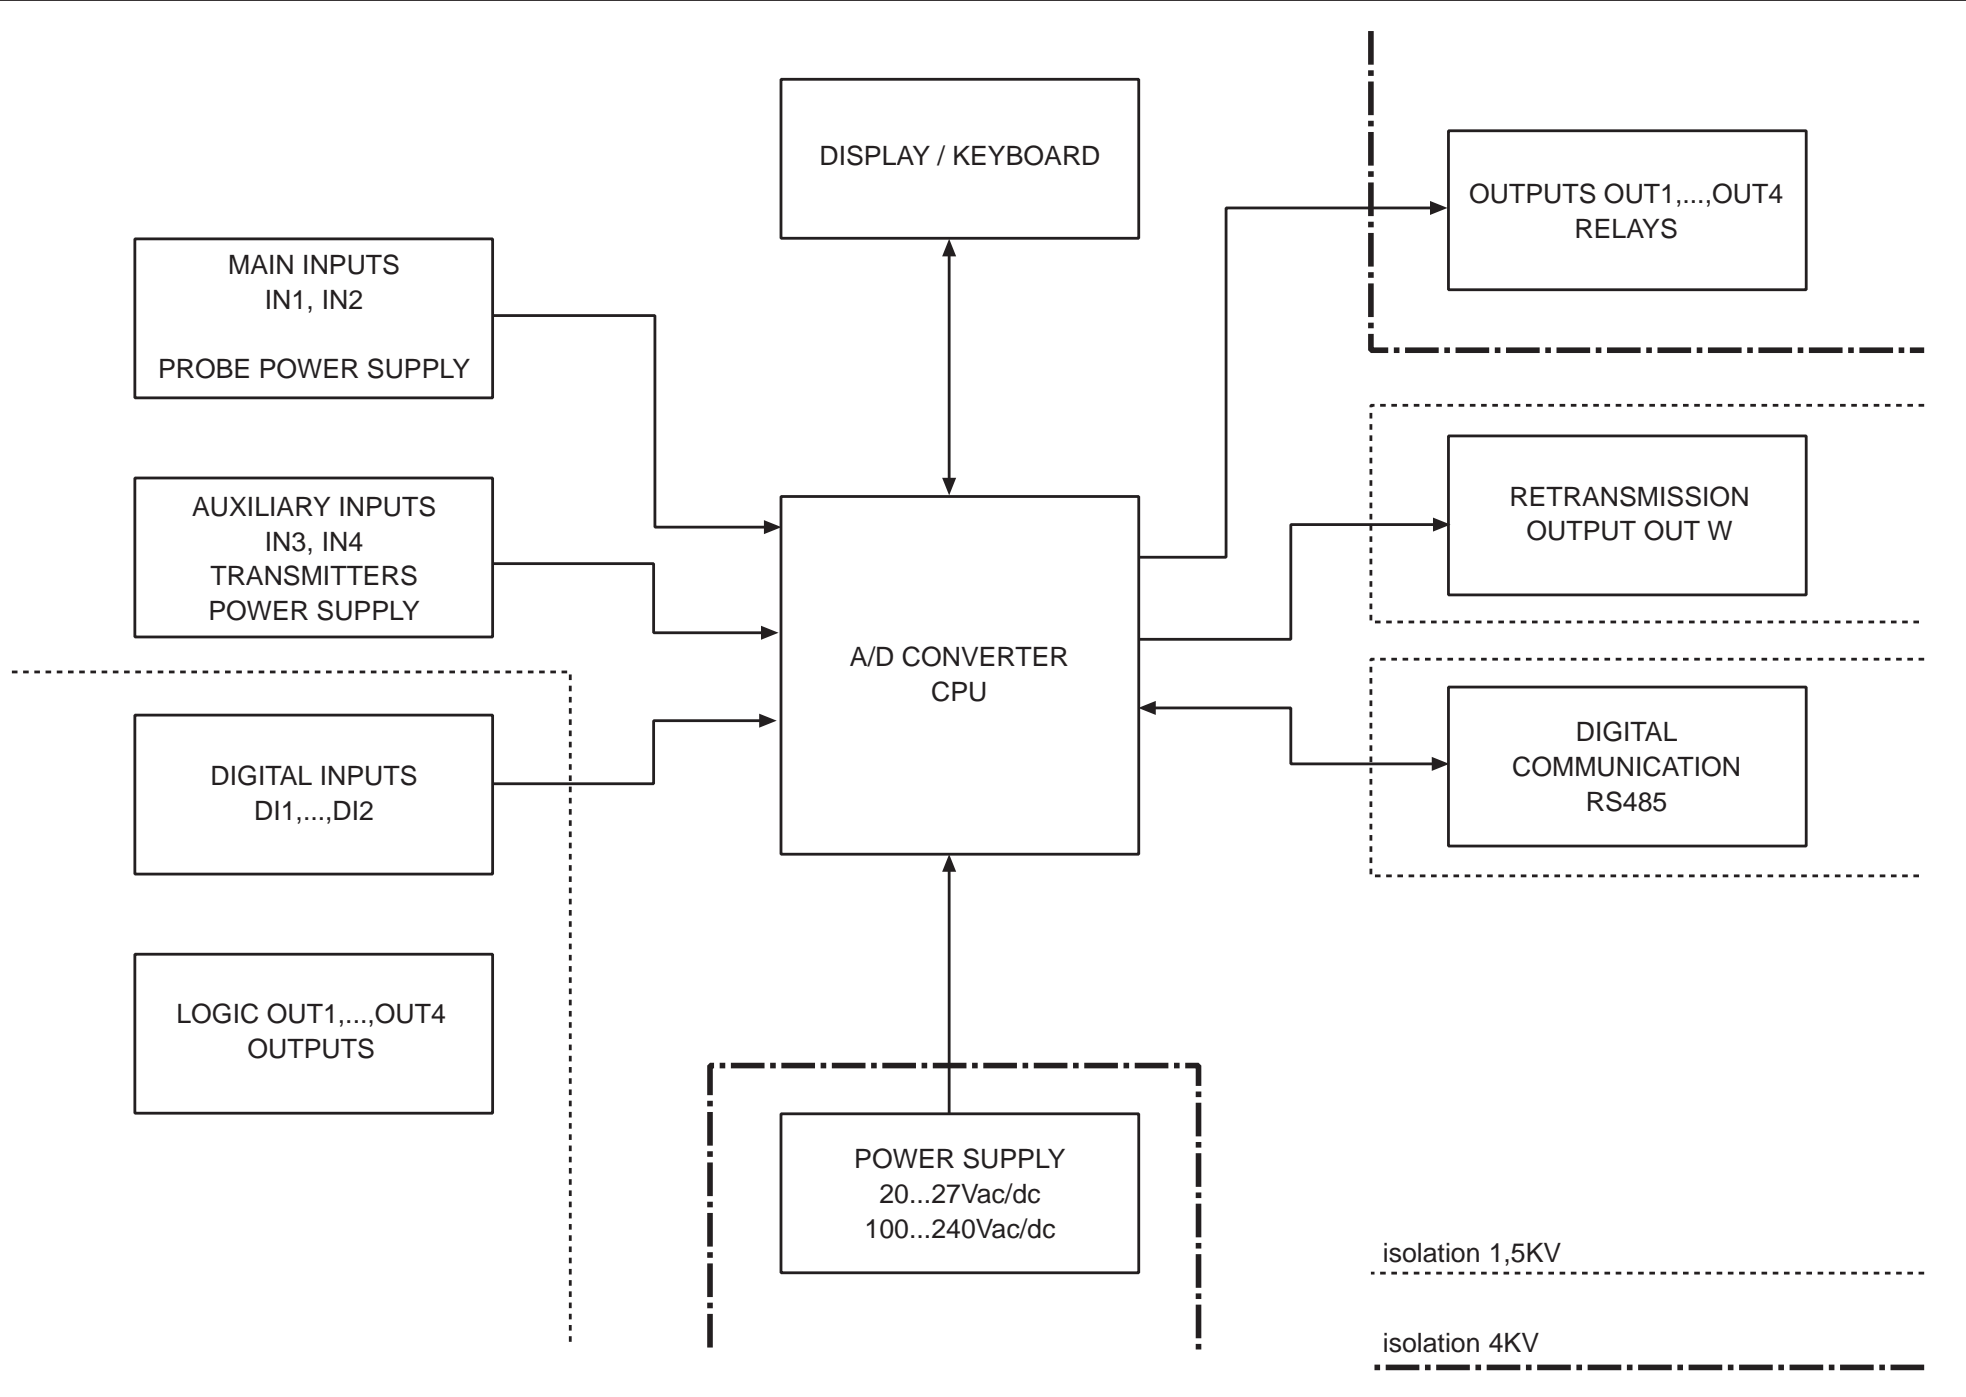 DISPLAY / KEYBOARD
OUTPUTS OUT1,...,OUT4
RELAYS
MAIN INPUTS
IN1, IN2
PROBE POWER SUPPLY
AUXILIARY INPUTS
IN3, IN4
TRANSMITTERS
POWER SUPPLY
RETRANSMISSION
OUTPUT OUT W
A/D CONVERTER
CPU
DIGITAL INPUTS
DI1,...,DI2
DIGITAL
COMMUNICATION
RS485
LOGIC OUT1,...,OUT4
OUTPUTS
POWER SUPPLY
20...27Vac/dc
100...240Vac/dc
isolation 1,5KV
isolation 4KV